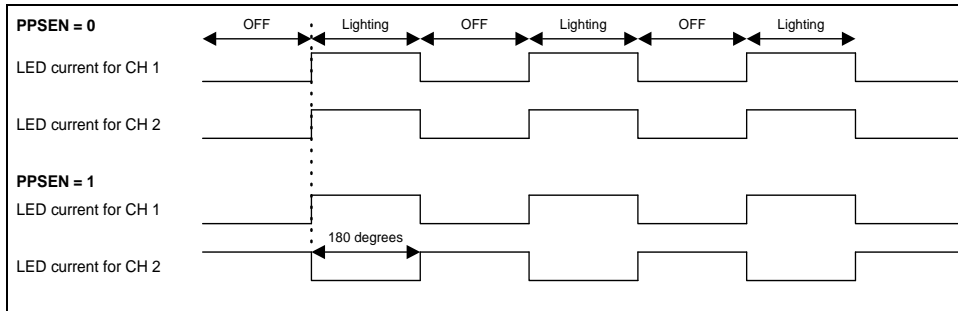 PPSEN = 0
OFF Lighting OFF Lighting OFF Lighting
LED current for CH 1
LED current for CH 2
PPSEN = 1
LED current for CH 1
180 degrees
LED current for CH 2